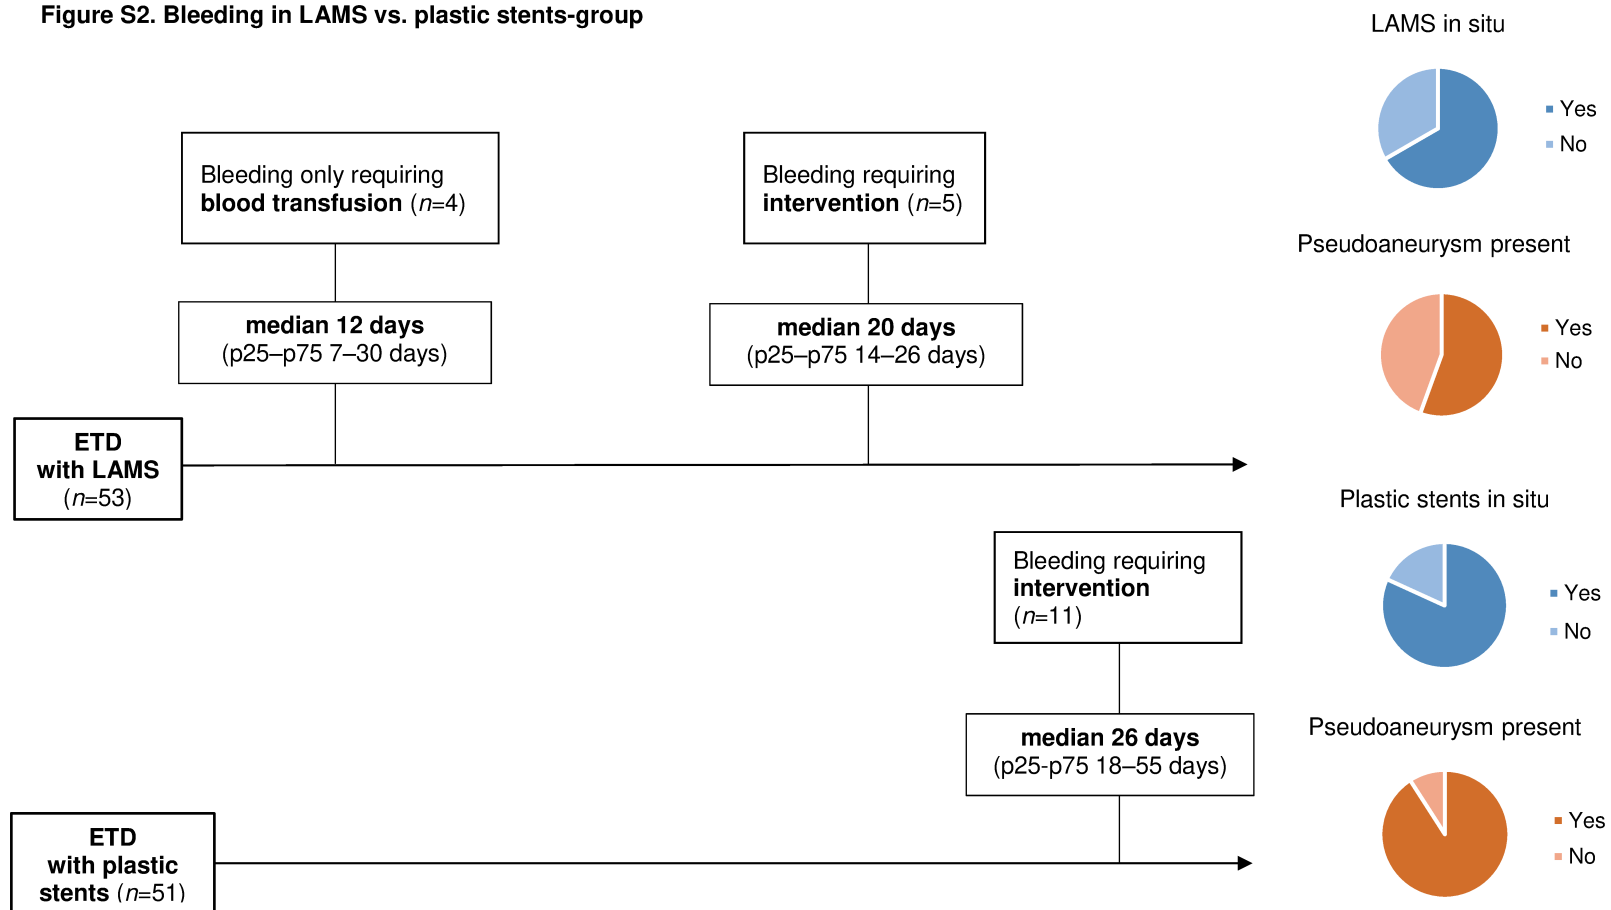 Figure S2. Bleeding in LAMS vs. plastic stents-group
Bleeding only requiring
blood transfusion (n=4)
median 12 days
(p25–p75 7–30 days)
Bleeding requiring
intervention (n=5)
median 20 days
(p25–p75 14–26 days)
ETD
with LAMS
(n=53)
LAMS in situ
Yes
No
Pseudoaneurysm present
Yes
No
Bleeding requiring
intervention
(n=11)
median 26 days
(p25-p75 18–55 days)
ETD
with plastic
stents (n=51)
Plastic stents in situ
Yes
No
Pseudoaneurysm present
Yes
No